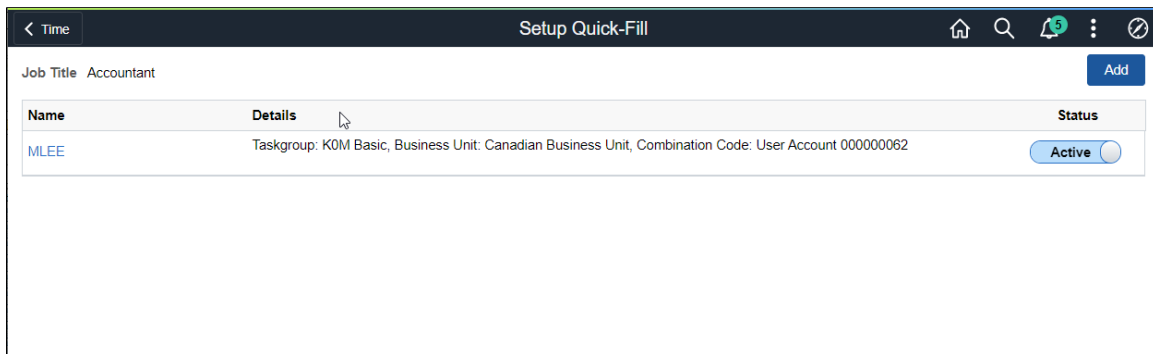 Time
Setup Quick-Fill
5
Job Title Accountant
Add
Name Details Status
MLEE Taskgroup: K0M Basic, Business Unit: Canadian Business Unit, Combination Code: User Account 000000062 Active